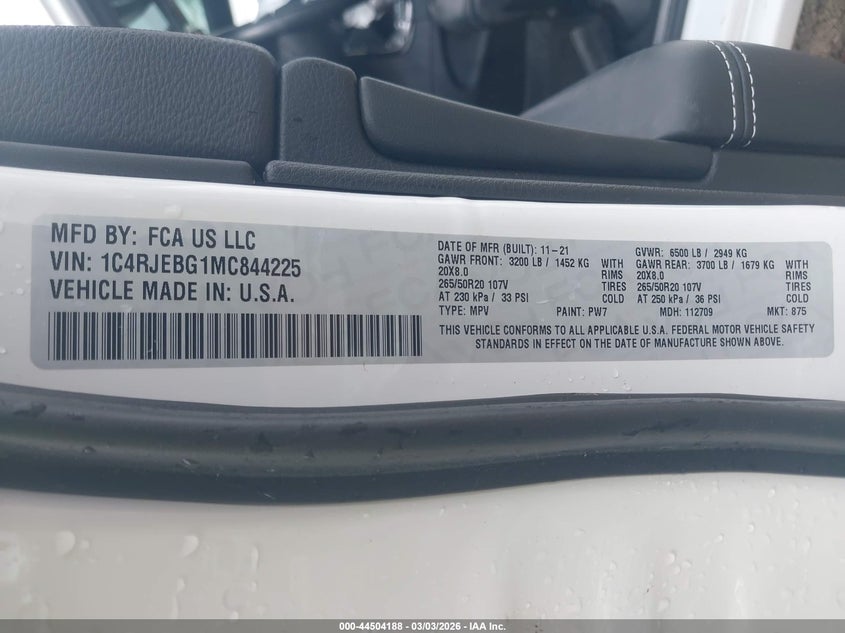 MFD BY: FCA US LLC
VIN: 1C4RJEBG1MC844225
VEHICLE MADE IN: U.S.A.
DATE OF MFR (BUILT): 11-21 GVWR: 6500 LB / 2949 KG
GAWR FRONT: 3200 LB / 1452 KG WITH GAWR REAR: 3700 LB / 1679 KG WITH
20X8.0 RIMS 20X8.0 RIMS
265/50R20 107V TIRES 265/50R20 107V TIRES
AT 230 kPa / 33 PSI COLD AT 250 kPa / 36 PSI COLD
TYPE: MPV PAINT: PW7 MDH: 112709 MKT: 875
THIS VEHICLE CONFORMS TO ALL APPLICABLE U.S.A. FEDERAL MOTOR VEHICLE SAFETY
STANDARDS IN EFFECT ON THE DATE OF MANUFACTURE SHOWN ABOVE.
000-44504188 - 03/03/2026 - IAA Inc.